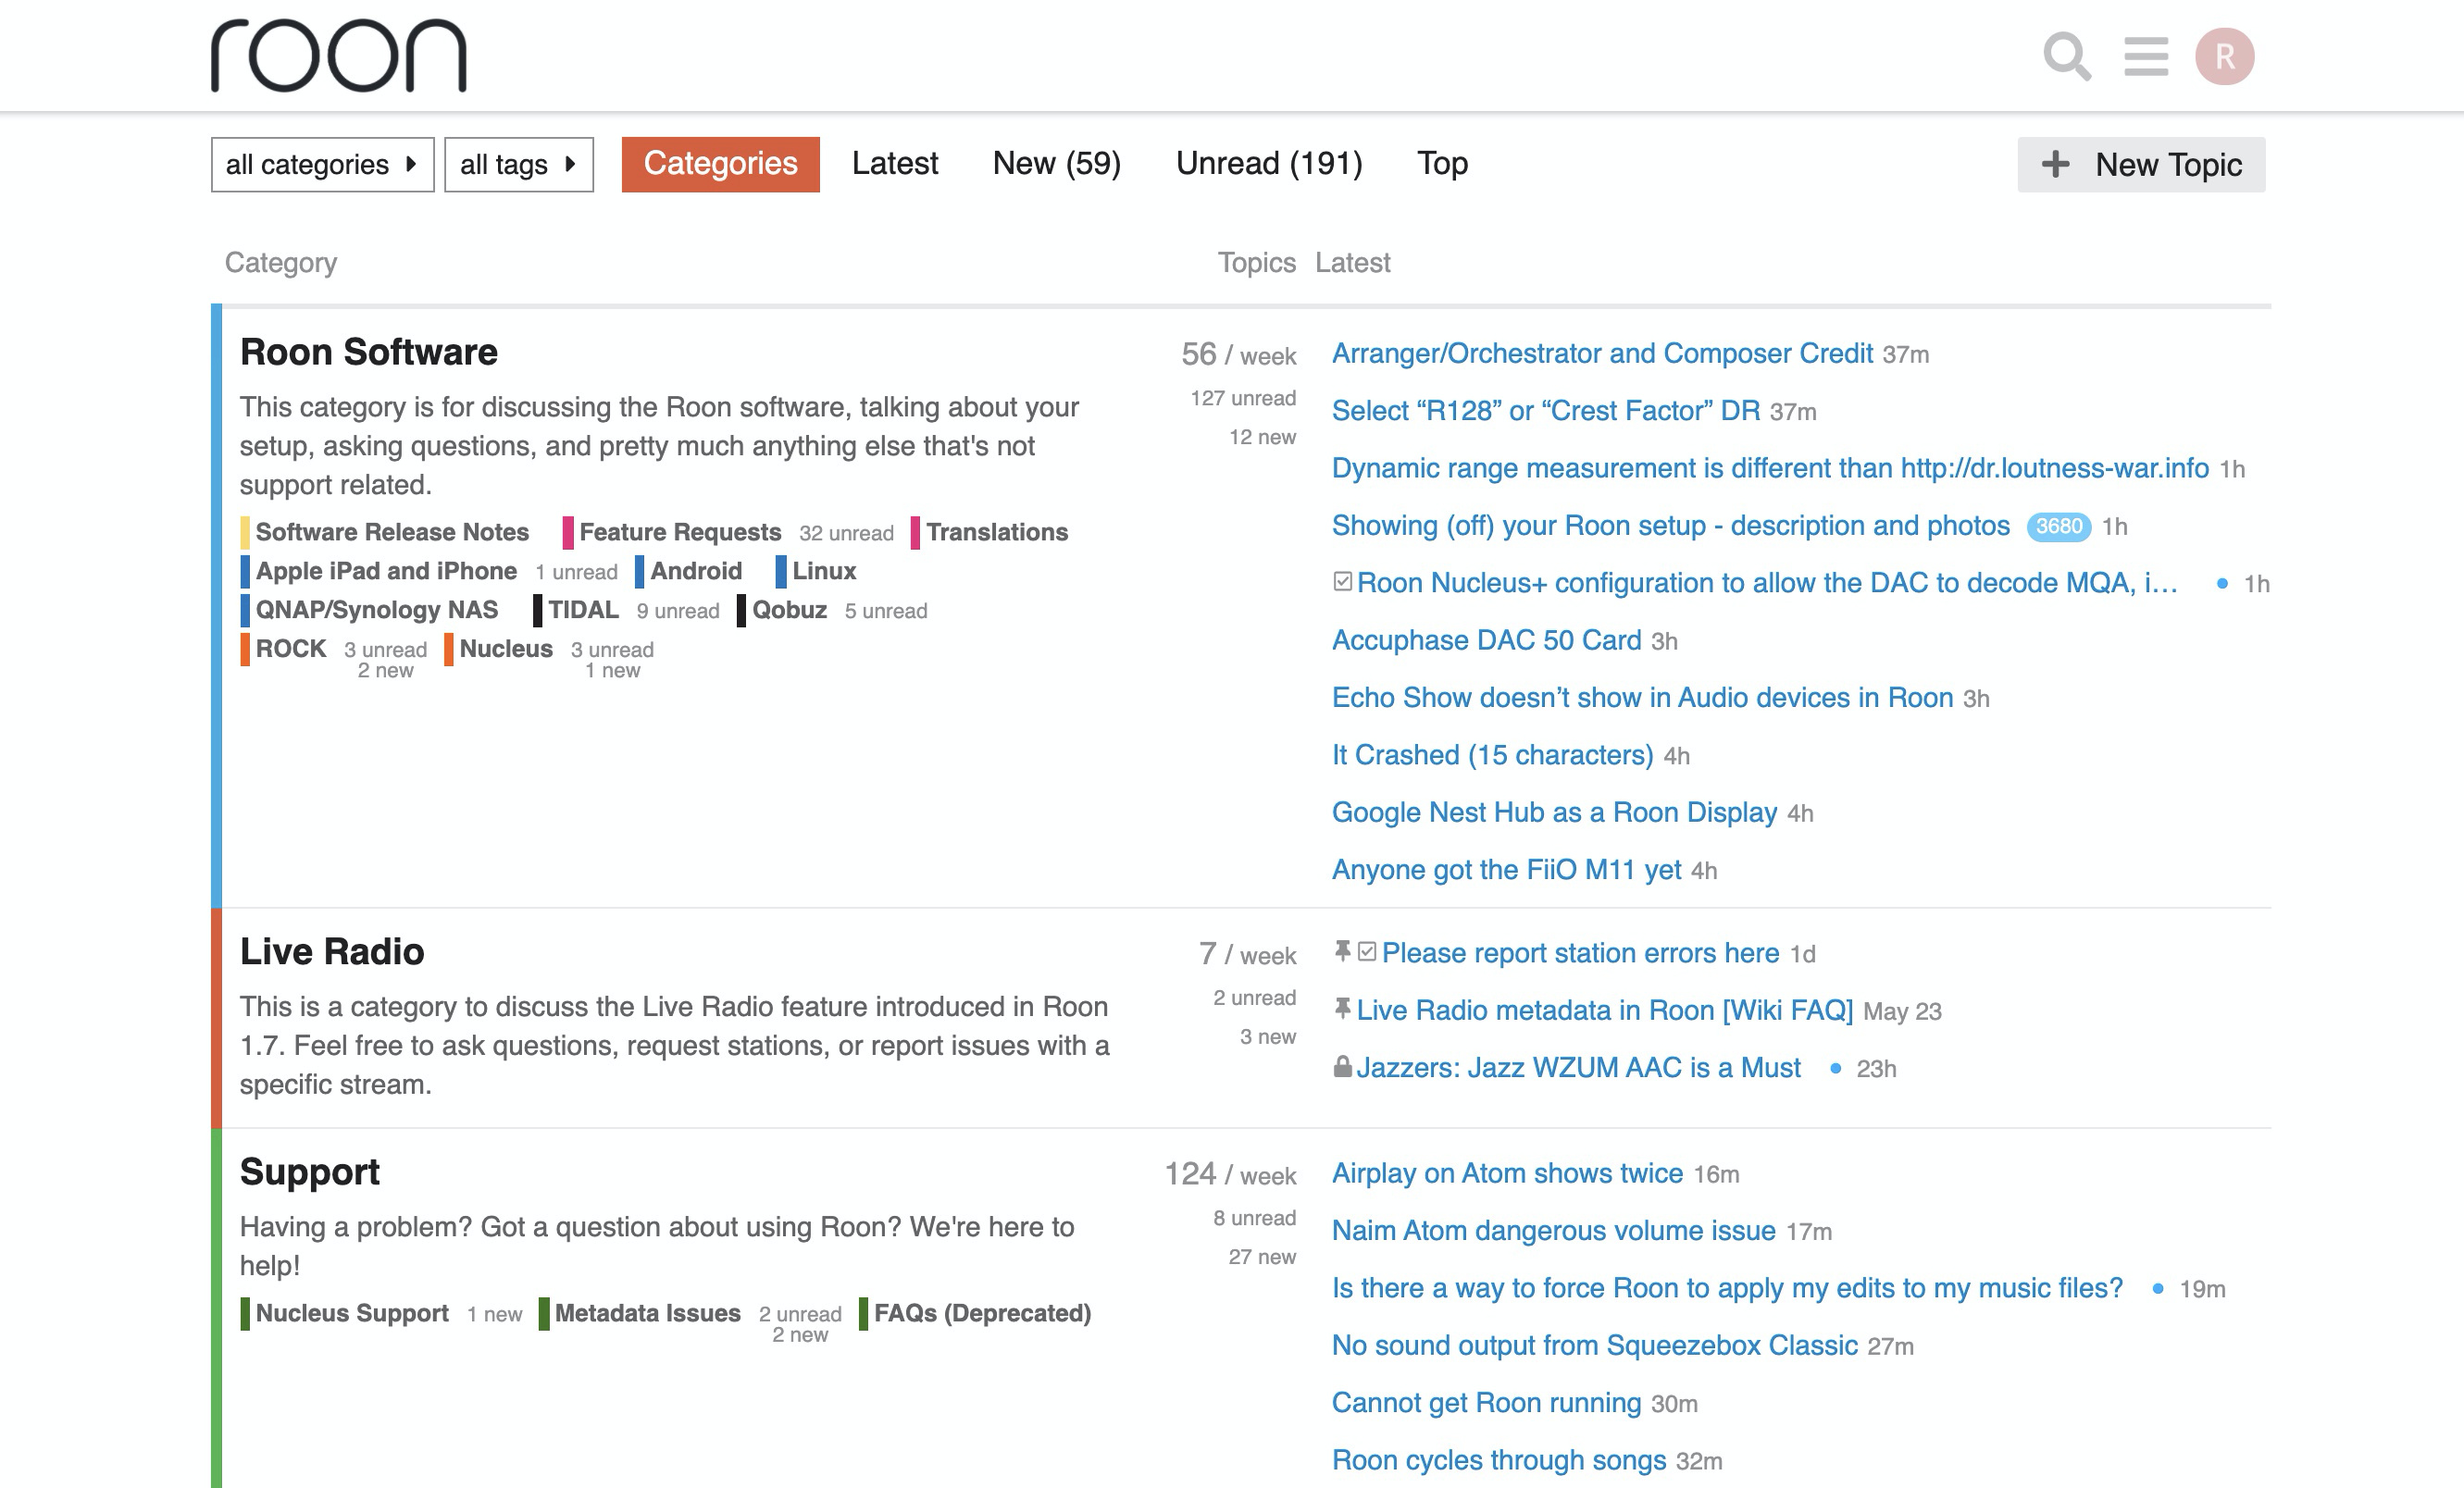 roon
R
all categories
all tags
Categories
Latest
New (59)
Unread (191)
Top
+ New Topic
Category
Topics
Latest
Roon Software
This category is for discussing the Roon software, talking about your
setup, asking questions, and pretty much anything else that's not
support related.
Software Release Notes
Feature Requests 32 unread
Translations
Apple iPad and iPhone 1 unread
Android
Linux
QNAP/Synology NAS
TIDAL 9 unread
Qobuz 5 unread
ROCK 3 unread
2 new
Nucleus 3 unread
1 new
56 / week
127 unread
12 new
Arranger/Orchestrator and Composer Credit 37m
Select “R128” or “Crest Factor” DR 37m
Dynamic range measurement is different than http://dr.loutness-war.info 1h
Showing (off) your Roon setup - description and photos 3680 1h
Roon Nucleus+ configuration to allow the DAC to decode MQA, i… 1h
Accuphase DAC 50 Card 3h
Echo Show doesn’t show in Audio devices in Roon 3h
It Crashed (15 characters) 4h
Google Nest Hub as a Roon Display 4h
Anyone got the FiiO M11 yet 4h
Live Radio
This is a category to discuss the Live Radio feature introduced in Roon
1.7. Feel free to ask questions, request stations, or report issues with a
specific stream.
7 / week
2 unread
3 new
Please report station errors here 1d
Live Radio metadata in Roon [Wiki FAQ] May 23
Jazzers: Jazz WZUM AAC is a Must 23h
Support
Having a problem? Got a question about using Roon? We're here to
help!
Nucleus Support 1 new
Metadata Issues 2 unread
2 new
FAQs (Deprecated)
124 / week
8 unread
27 new
Airplay on Atom shows twice 16m
Naim Atom dangerous volume issue 17m
Is there a way to force Roon to apply my edits to my music files? 19m
No sound output from Squeezebox Classic 27m
Cannot get Roon running 30m
Roon cycles through songs 32m